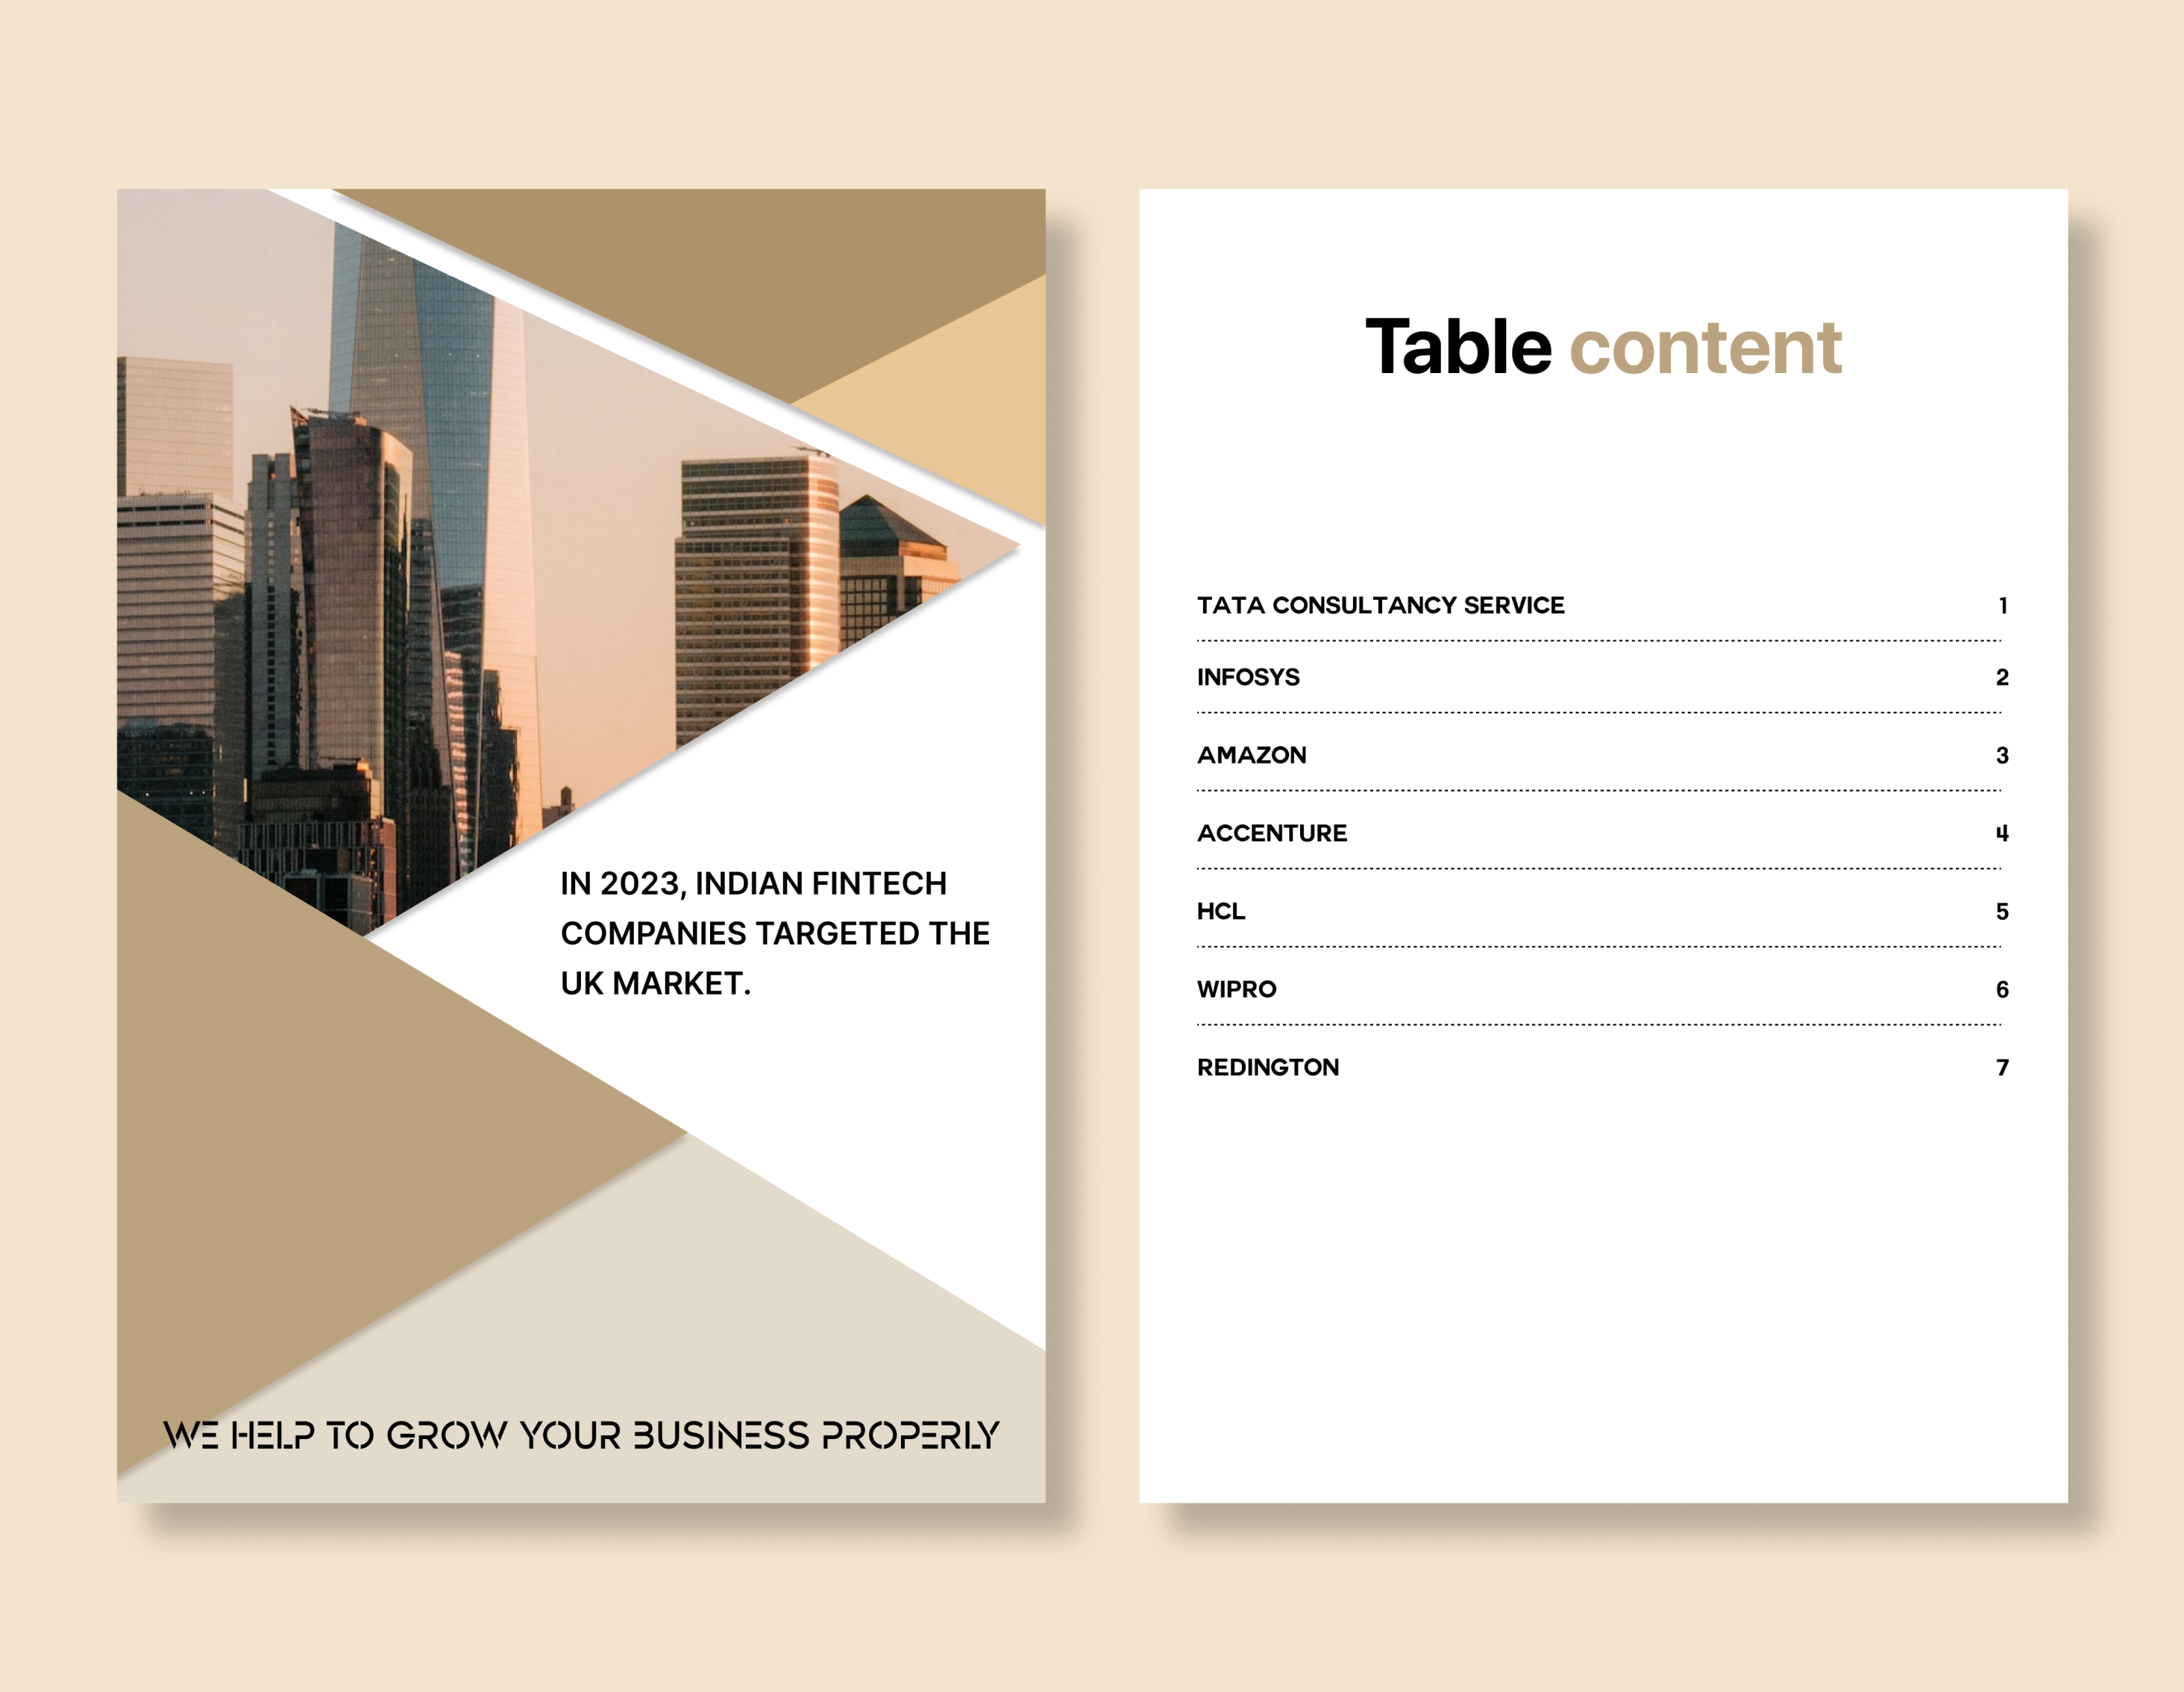 IN 2023, INDIAN FINTECH
COMPANIES TARGETED THE
UK MARKET.
WE HELP TO GROW YOUR BUSINESS PROPERLY
Table content
TATA CONSULTANCY SERVICE 1
INFOSYS 2
AMAZON 3
ACCENTURE 4
HCL 5
WIPRO 6
REDINGTON 7